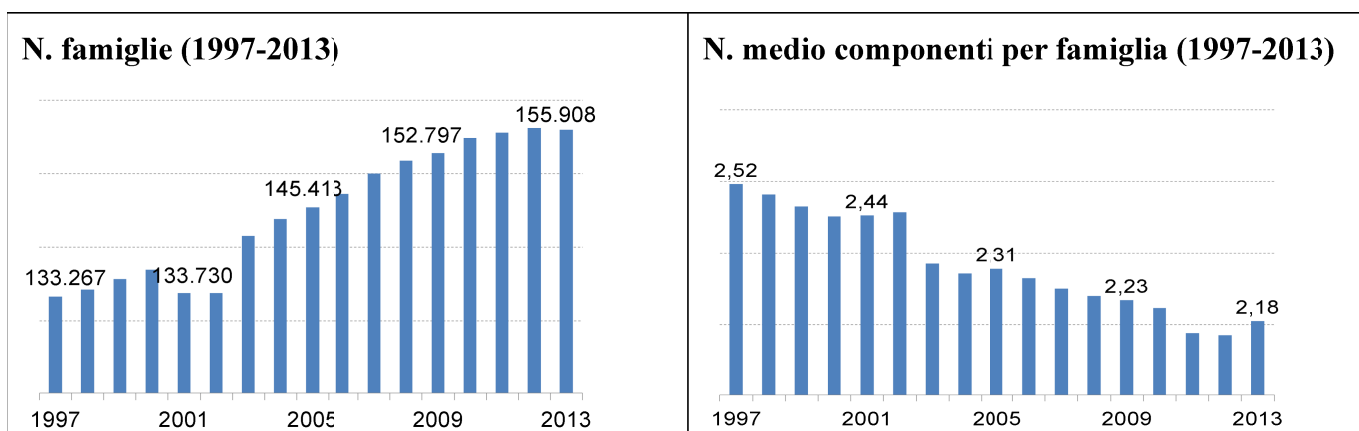 N. famiglie (1997-2013)
155.908
152.797
145.413
133.267
133.730
1997 2001 2005 2009 2013
N. medio componenti per famiglia (1997-2013)
2,52
2,44
2,31
2,23
2,18
1997 2001 2005 2009 2013